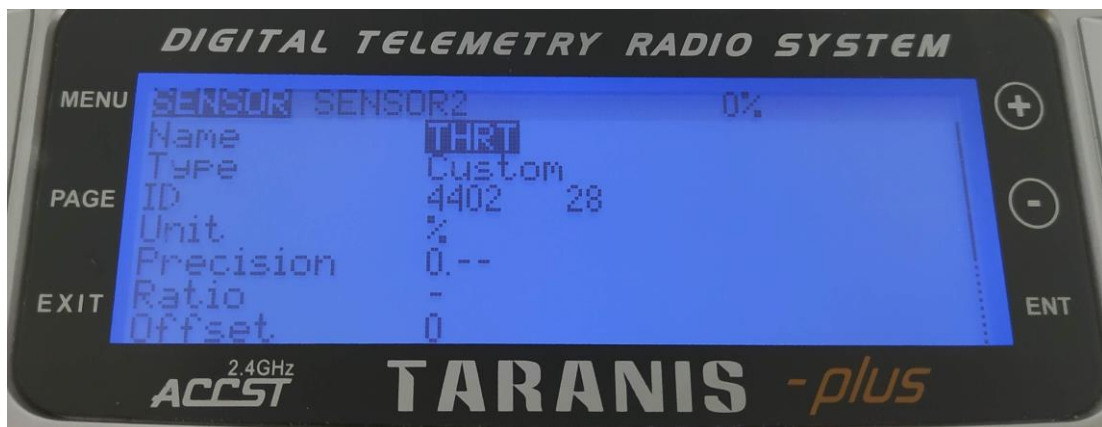 DIGITAL TELEMETRY RADIO SYSTEM
MENU
SENSOR SENSOR2 0%
Name THRT
Type Custom
PAGE
ID 4402 28
Unit %
Precision 0.--
EXIT
Ratio -
ENT
Offset 0
2.4GHz
ACCST
TARANIS -plus
+
-